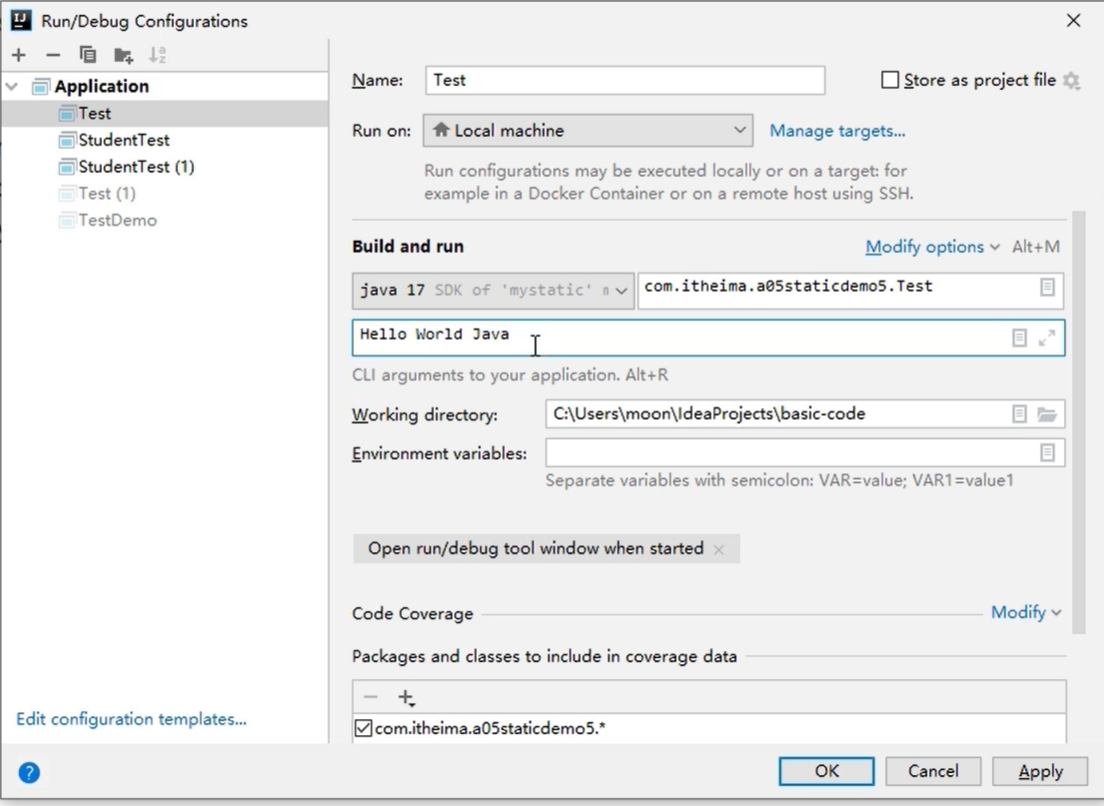 Run/Debug Configurations
Application
Test
StudentTest
StudentTest (1)
Test (1)
TestDemo
Edit configuration templates...
Name: Test Store as project file
Run on: Local machine Manage targets...
Run configurations may be executed locally or on a target: for
example in a Docker Container or on a remote host using SSH.
Build and run Modify options Alt+M
java 17 SDK of 'mystatic' com.itheima.a05staticdemo5.Test
Hello World Java
CLI arguments to your application. Alt+R
Working directory: C:\Users\moon\IdeaProjects\basic-code
Environment variables:
Separate variables with semicolon: VAR=value; VAR1=value1
Open run/debug tool window when started
Code Coverage Modify
Packages and classes to include in coverage data
com.itheima.a05staticdemo5.*
OK Cancel Apply